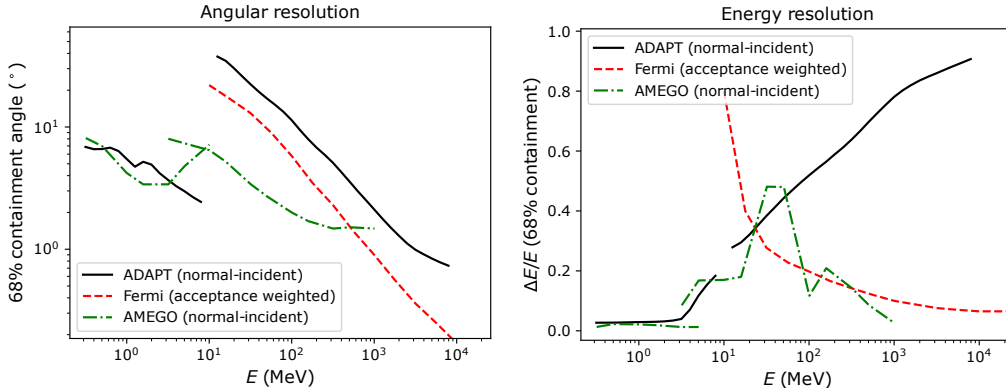 Angular resolution
68% containment angle (°)
10¹
10⁰
ADAPT (normal-incident)
Fermi (acceptance weighted)
AMEGO (normal-incident)
10⁰ 10¹ 10² 10³ 10⁴
E (MeV)
Energy resolution
ΔE/E (68% containment)
1.0
0.8
0.6
0.4
0.2
0.0
ADAPT (normal-incident)
Fermi (acceptance weighted)
AMEGO (normal-incident)
10⁰ 10¹ 10² 10³ 10⁴
E (MeV)